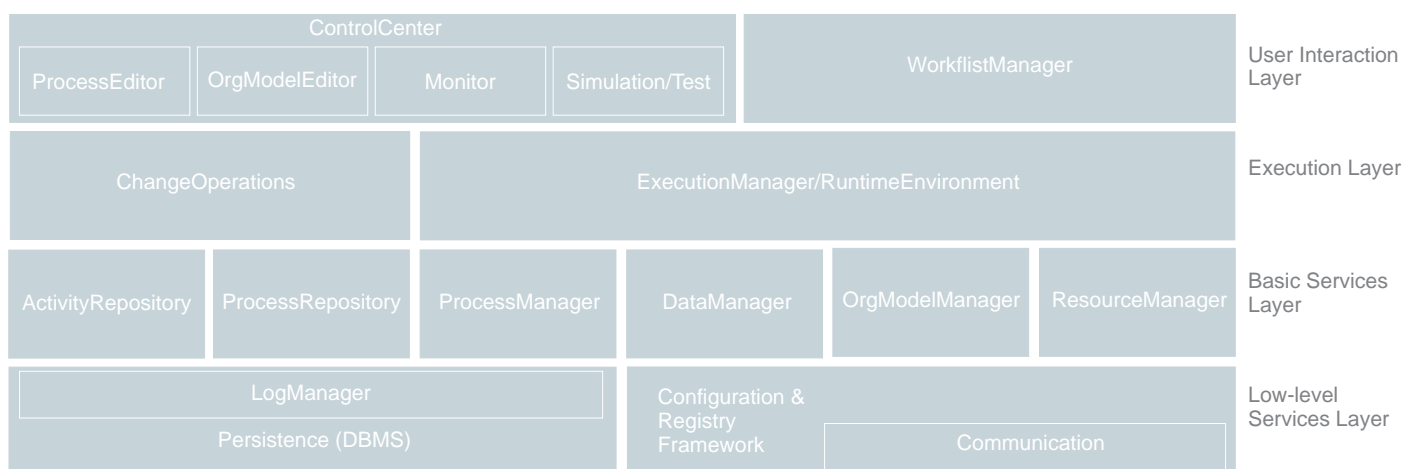 ControlCenter
ProcessEditor
OrgModelEditor
Monitor
Simulation/Test
WorkflistManager
User Interaction
Layer
ChangeOperations
ExecutionManager/RuntimeEnvironment
Execution Layer
ActivityRepository
ProcessRepository
ProcessManager
DataManager
OrgModelManager
ResourceManager
Basic Services
Layer
LogManager
Persistence (DBMS)
Configuration &
Registry
Framework
Communication
Low-level
Services Layer